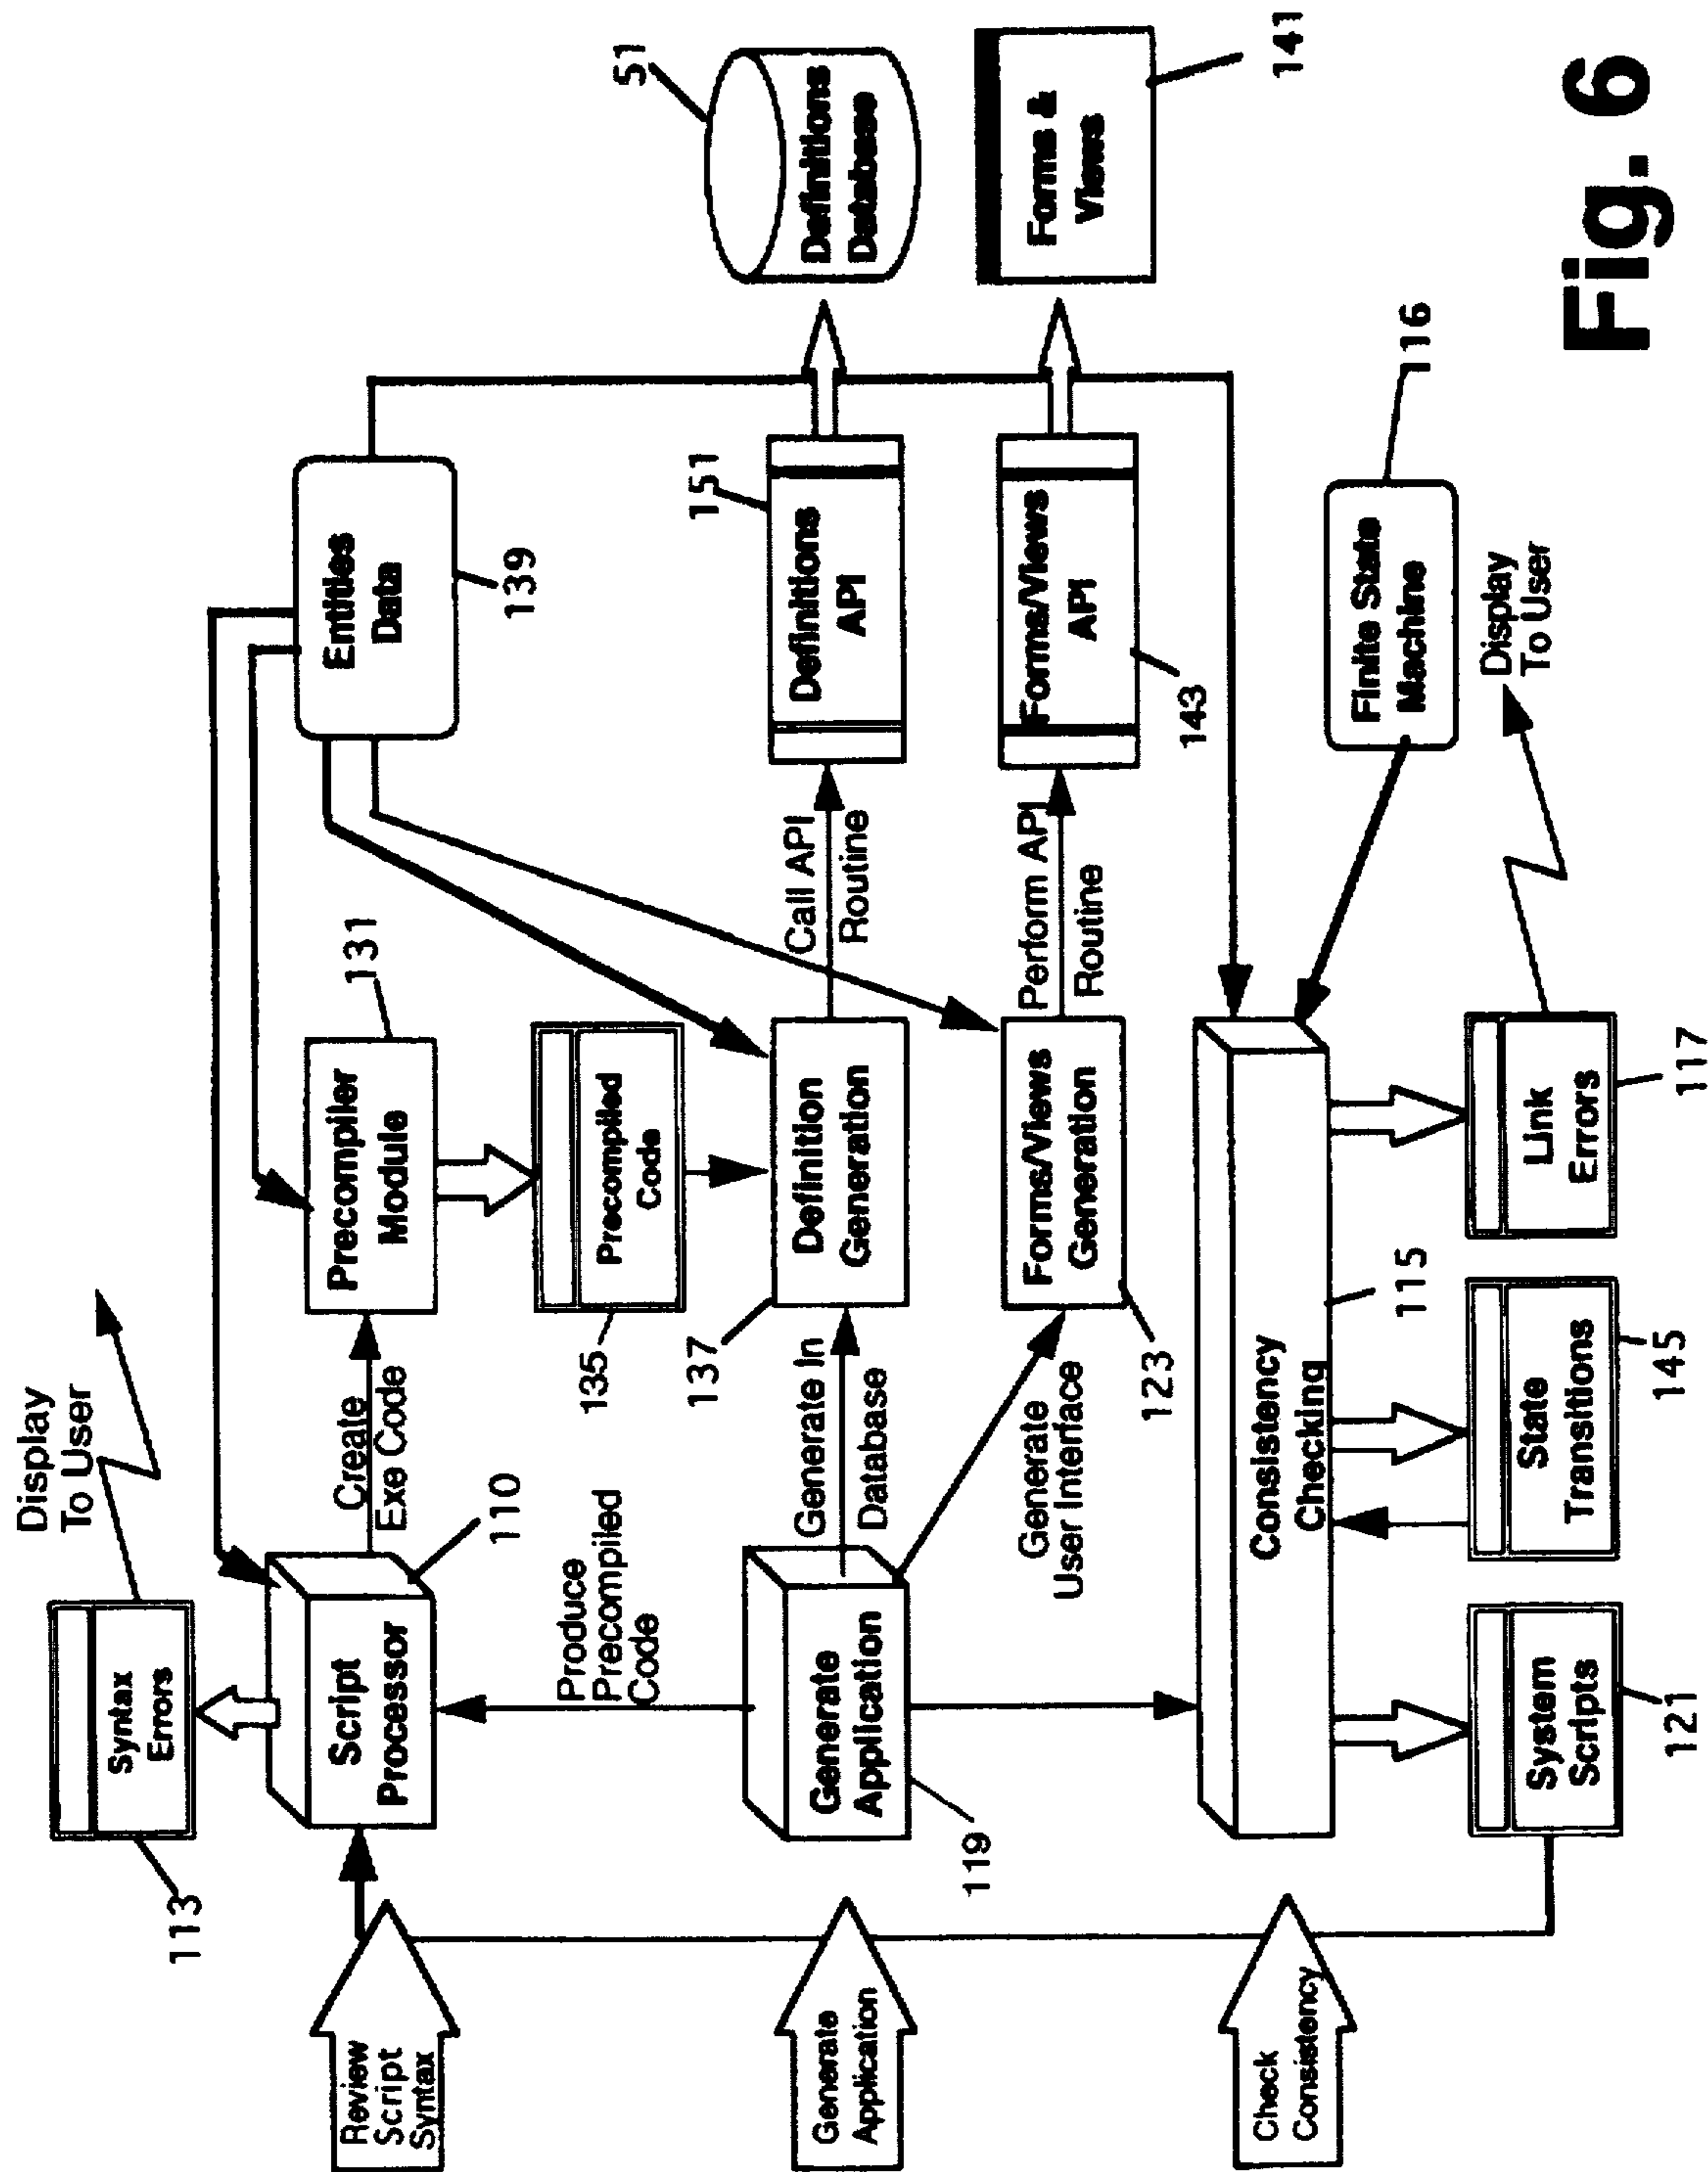 Display
To User
113
Syntax
Errors
Review
Script
Syntax
Script
Processor
110
Create
Exe Code
Precompiler
Module
131
Entities
Data
139
Produce
Precompiled
Code
135
Precompiled
Code
Generate
Application
Generate
Application
119
Generate In
Database
137
Definition
Generation
Call API
Routine
Definitions
API
151
Definitions
Database
51
Generate
User Interface
Forms/Views
Generation
123
Perform API
Routine
Forms/Views
API
143
Forms &
Views
141
Check
Consistency
Consistency
Checking
115
Finite State
Machine
116
System
Scripts
121
State
Transitions
145
Link
Errors
117
Display
To User
Fig. 6